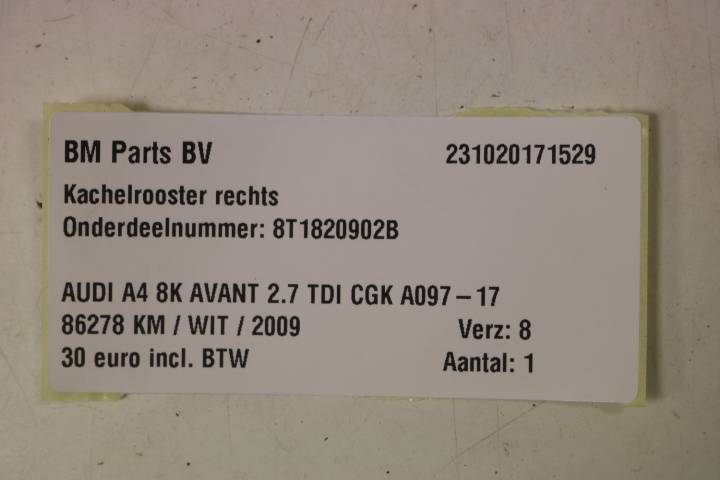 BM Parts BV 231020171529
Kachelrooster rechts
Onderdeelnummer: 8T1820902B
AUDI A4 8K AVANT 2.7 TDI CGK A097–17
86278 KM / WIT / 2009 Verz: 8
30 euro incl. BTW Aantal: 1